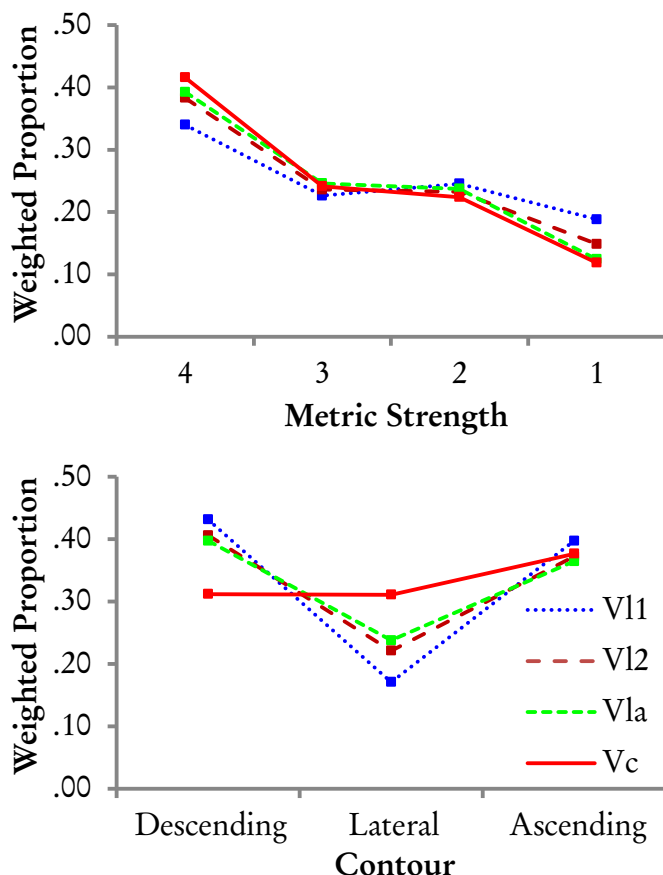 Weighted Proportion
.50
.40
.30
.20
.10
.00
4 3 2 1
Metric Strength
Weighted Proportion
.50
.40
.30
.20
.10
.00
Vl1
Vl2
Vla
Vc
Descending Lateral Ascending
Contour